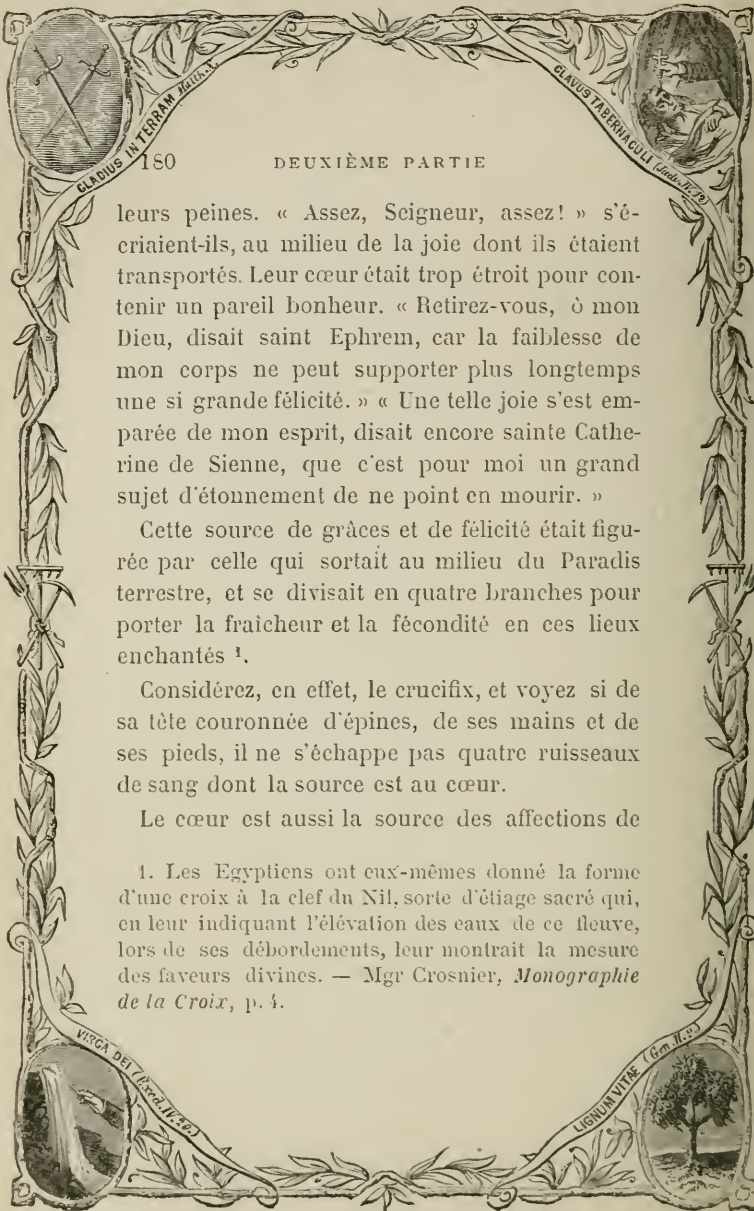 GLADIUS IN TERRAM Matth. X.
CLAVUS TABERNACULI (Judic. IV. 22)
180 DEUXIÈME PARTIE
leurs peines. « Assez, Seigneur, assez! » s'é-
criaient-ils, au milieu de la joie dont ils étaient
transportés. Leur cœur était trop étroit pour con-
tenir un pareil bonheur. « Retirez-vous, ô mon
Dieu, disait saint Ephrem, car la faiblesse de
mon corps ne peut supporter plus longtemps
une si grande félicité. » « Une telle joie s'est em-
parée de mon esprit, disait encore sainte Cathe-
rine de Sienne, que c'est pour moi un grand
sujet d'étonnement de ne point en mourir. »
Cette source de grâces et de félicité était figu-
rée par celle qui sortait au milieu du Paradis
terrestre, et se divisait en quatre branches pour
porter la fraîcheur et la fécondité en ces lieux
enchantés ¹.
Considérez, en effet, le crucifix, et voyez si de
sa tête couronnée d'épines, de ses mains et de
ses pieds, il ne s'échappe pas quatre ruisseaux
de sang dont la source est au cœur.
Le cœur est aussi la source des affections de
1. Les Egyptiens ont eux-mêmes donné la forme
d'une croix à la clef du Nil, sorte d'étiage sacré qui,
en leur indiquant l'élévation des eaux de ce fleuve,
lors de ses débordements, leur montrait la mesure
des faveurs divines. — Mgr Crosnier, Monographie
de la Croix, p. 4.
VIRGA DEI (Exod. IV. 20.)
LIGNUM VITAE (Gen. II. 9)